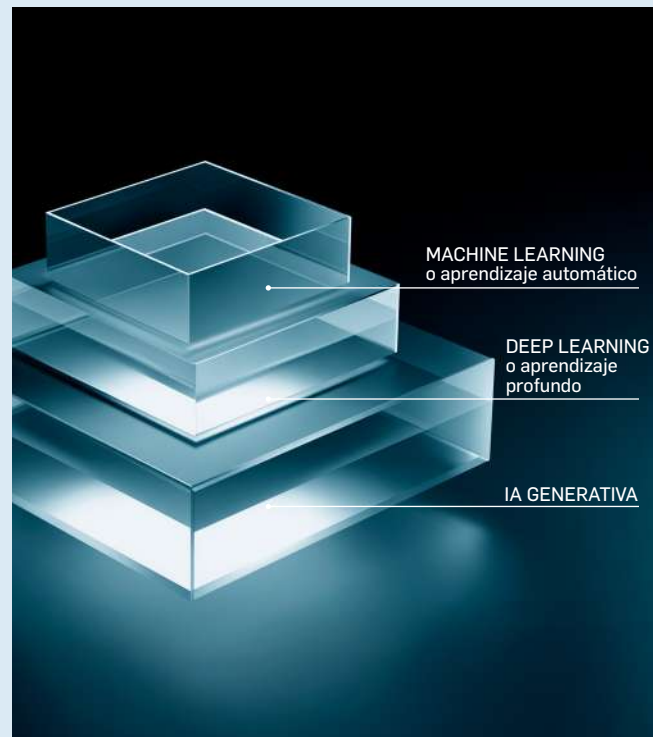 MACHINE LEARNING
o aprendizaje automático
DEEP LEARNING
o aprendizaje
profundo
IA GENERATIVA